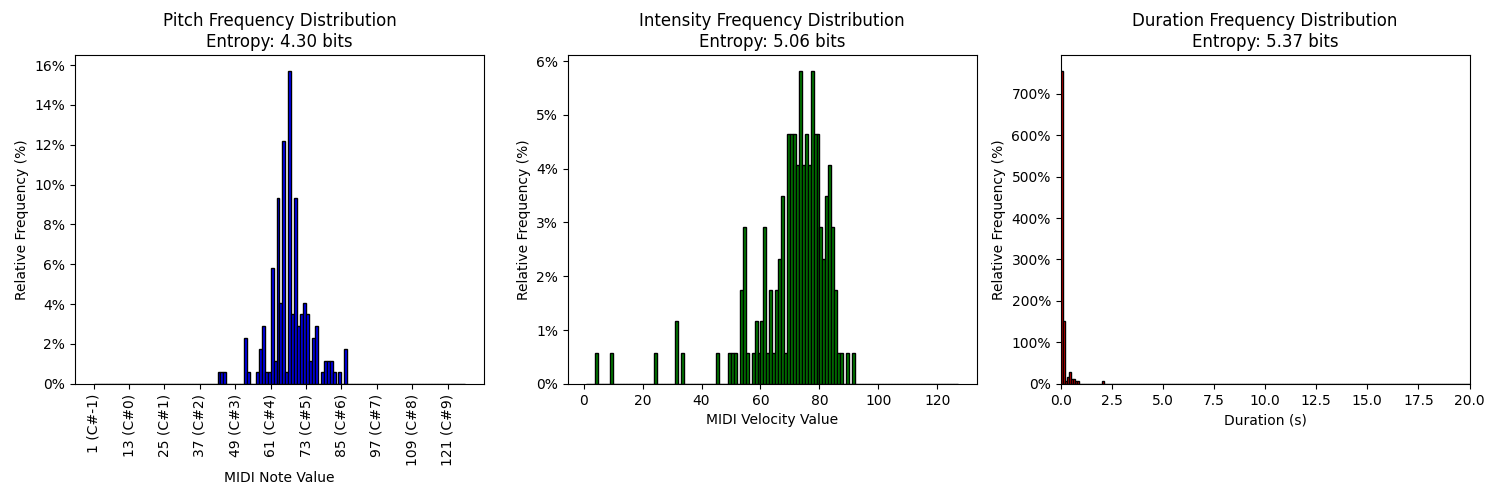 Pitch Frequency Distribution
Entropy: 4.30 bits
Relative Frequency (%)
16%
14%
12%
10%
8%
6%
4%
2%
0%
1 (C#-1)
13 (C#0)
25 (C#1)
37 (C#2)
49 (C#3)
61 (C#4)
73 (C#5)
85 (C#6)
97 (C#7)
109 (C#8)
121 (C#9)
MIDI Note Value
Intensity Frequency Distribution
Entropy: 5.06 bits
Relative Frequency (%)
6%
5%
4%
3%
2%
1%
0%
0 20 40 60 80 100 120
MIDI Velocity Value
Duration Frequency Distribution
Entropy: 5.37 bits
Relative Frequency (%)
700%
600%
500%
400%
300%
200%
100%
0%
0.0 2.5 5.0 7.5 10.0 12.5 15.0 17.5 20.0
Duration (s)